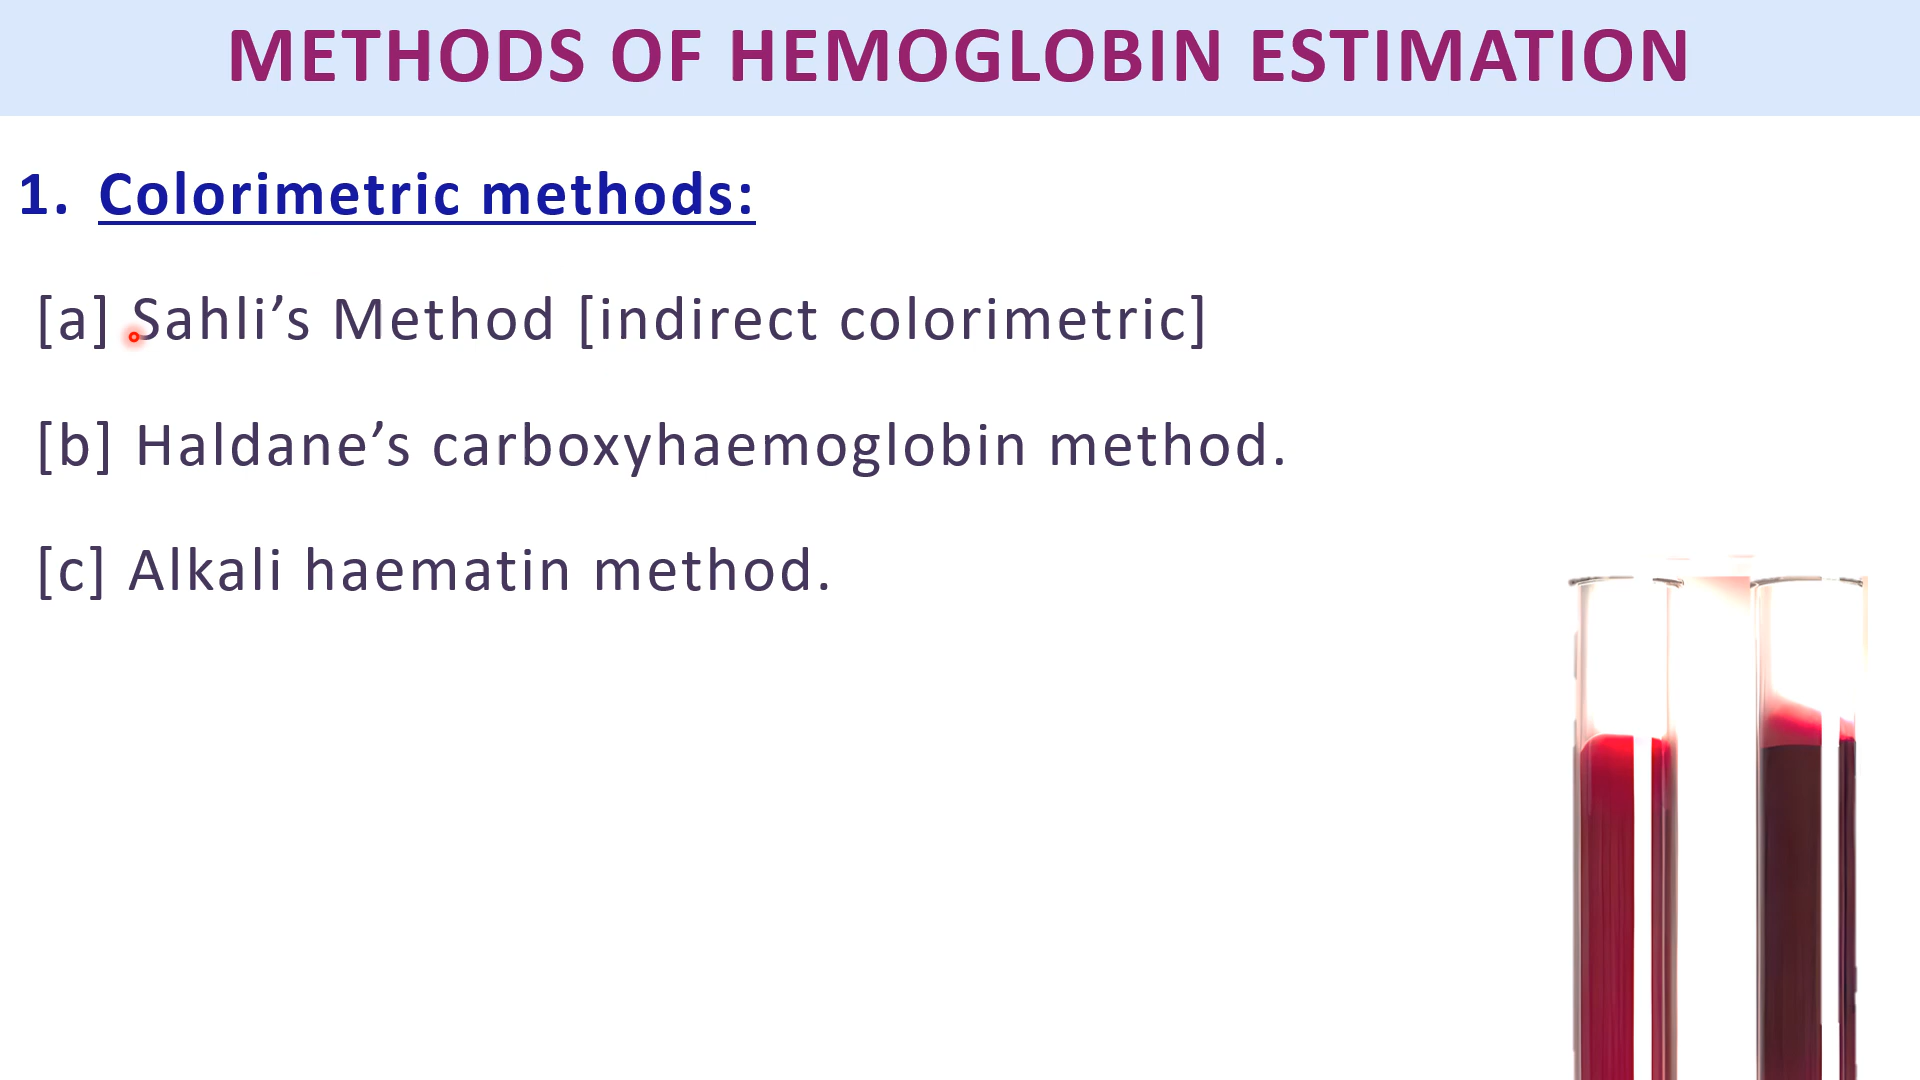 METHODS OF HEMOGLOBIN ESTIMATION
1. Colorimetric methods:
[a] Sahli’s Method [indirect colorimetric]
[b] Haldane’s carboxyhaemoglobin method.
[c] Alkali haematin method.